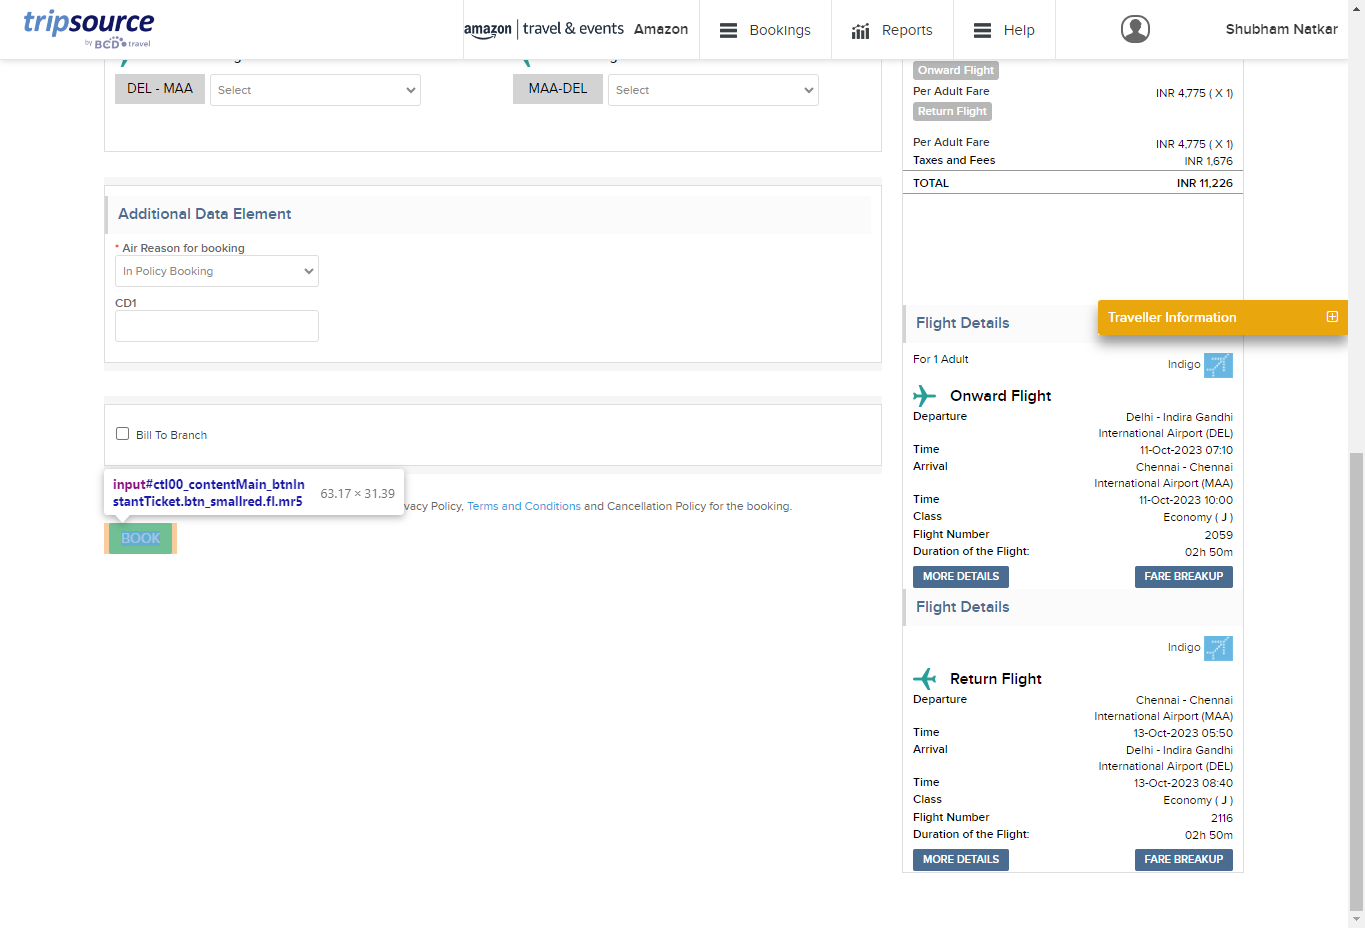 tripsource
by BCD travel
amazon | travel & events Amazon
Bookings
Reports
Help
Shubham Natkar
DEL - MAA
Select
MAA-DEL
Select
Additional Data Element
* Air Reason for booking
In Policy Booking
CD1
Bill To Branch
input#ctl00_contentMain_btnIn
stantTicket.btn_smallred.fl.mr5
63.17 × 31.39
vacy Policy, Terms and Conditions and Cancellation Policy for the booking.
BOOK
Onward Flight
Per Adult Fare INR 4,775 ( X 1)
Return Flight
Per Adult Fare INR 4,775 ( X 1)
Taxes and Fees INR 1,676
TOTAL INR 11,226
Traveller Information
Flight Details
For 1 Adult Indigo
Onward Flight
Departure Delhi - Indira Gandhi
International Airport (DEL)
Time 11-Oct-2023 07:10
Arrival Chennai - Chennai
International Airport (MAA)
Time 11-Oct-2023 10:00
Class Economy ( J )
Flight Number 2059
Duration of the Flight: 02h 50m
MORE DETAILS FARE BREAKUP
Flight Details
Indigo
Return Flight
Departure Chennai - Chennai
International Airport (MAA)
Time 13-Oct-2023 05:50
Arrival Delhi - Indira Gandhi
International Airport (DEL)
Time 13-Oct-2023 08:40
Class Economy ( J )
Flight Number 2116
Duration of the Flight: 02h 50m
MORE DETAILS FARE BREAKUP